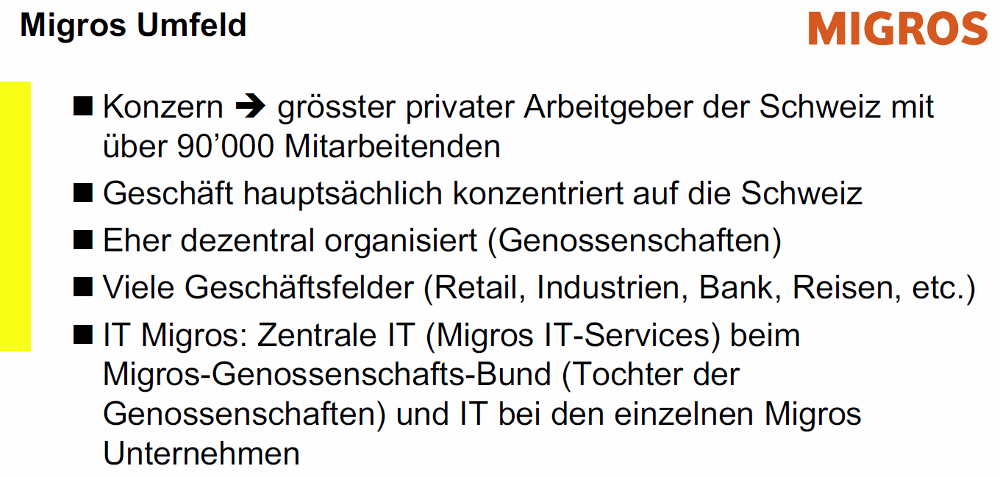 Migros Umfeld
MIGROS
■ Konzern ➔ grösster privater Arbeitgeber der Schweiz mit
über 90’000 Mitarbeitenden
■ Geschäft hauptsächlich konzentriert auf die Schweiz
■ Eher dezentral organisiert (Genossenschaften)
■ Viele Geschäftsfelder (Retail, Industrien, Bank, Reisen, etc.)
■ IT Migros: Zentrale IT (Migros IT-Services) beim
Migros-Genossenschafts-Bund (Tochter der
Genossenschaften) und IT bei den einzelnen Migros
Unternehmen